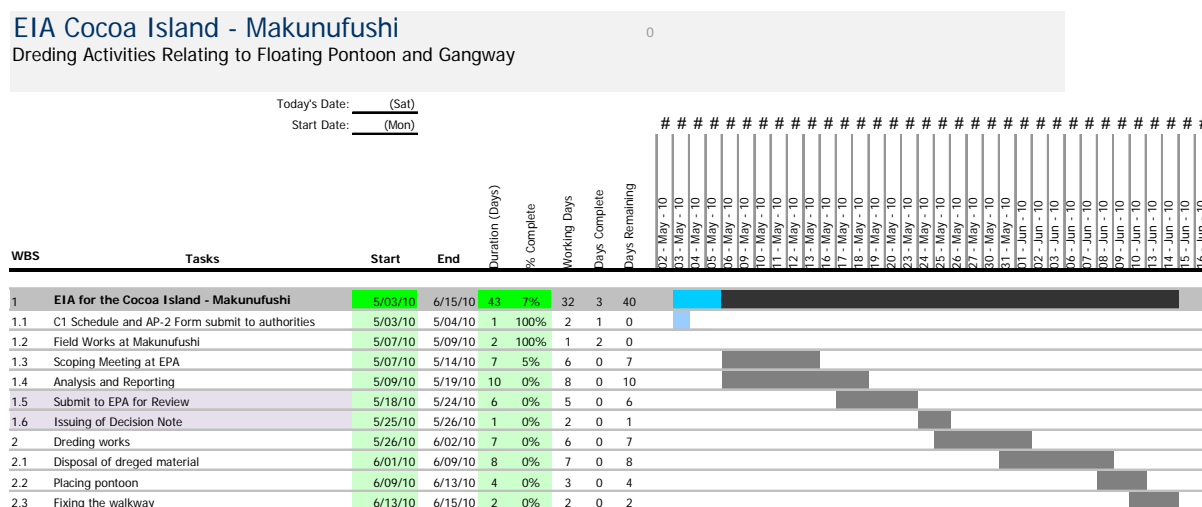 EIA Cocoa Island - Makunufushi 0
Dreding Activities Relating to Floating Pontoon and Gangway
Today's Date: (Sat)
Start Date: (Mon)
# # # # # # # # # # # # # # # # # # # # # # # # # # # # # # # # # #
WBS Tasks Start End Duration (Days) % Complete Working Days Days Complete Days Remaining 02 - May - 10 03 - May - 10 04 - May - 10 05 - May - 10 06 - May - 10 09 - May - 10 10 - May - 10 11 - May - 10 12 - May - 10 13 - May - 10 16 - May - 10 17 - May - 10 18 - May - 10 19 - May - 10 20 - May - 10 23 - May - 10 24 - May - 10 25 - May - 10 26 - May - 10 27 - May - 10 30 - May - 10 31 - May - 10 01 - Jun - 10 02 - Jun - 10 03 - Jun - 10 06 - Jun - 10 07 - Jun - 10 08 - Jun - 10 09 - Jun - 10 10 - Jun - 10 13 - Jun - 10 14 - Jun - 10 15 - Jun - 10
1 EIA for the Cocoa Island - Makunufushi 5/03/10 6/15/10 43 7% 32 3 40
1.1 C1 Schedule and AP-2 Form submit to authorities 5/03/10 5/04/10 1 100% 2 1 0
1.2 Field Works at Makunufushi 5/07/10 5/09/10 2 100% 1 2 0
1.3 Scoping Meeting at EPA 5/07/10 5/14/10 7 5% 6 0 7
1.4 Analysis and Reporting 5/09/10 5/19/10 10 0% 8 0 10
1.5 Submit to EPA for Review 5/18/10 5/24/10 6 0% 5 0 6
1.6 Issuing of Decision Note 5/25/10 5/26/10 1 0% 2 0 1
2 Dreding works 5/26/10 6/02/10 7 0% 6 0 7
2.1 Disposal of dreged material 6/01/10 6/09/10 8 0% 7 0 8
2.2 Placing pontoon 6/09/10 6/13/10 4 0% 3 0 4
2.3 Fixing the walkway 6/13/10 6/15/10 2 0% 2 0 2